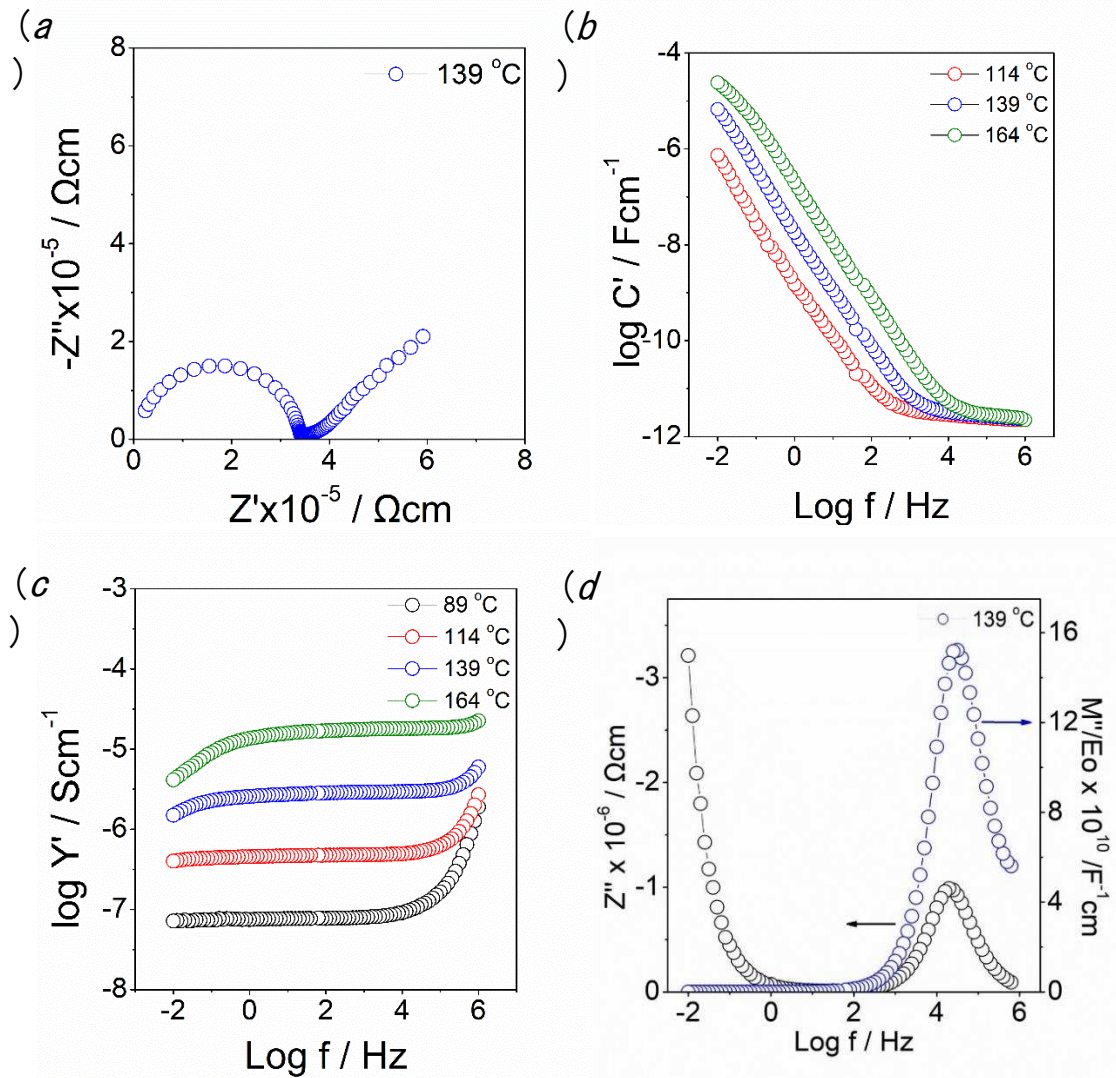 (a
)
139 °C
8
6
4
2
0
0 2 4 6 8
-Z''x10⁻⁵ / Ωcm
Z'x10⁻⁵ / Ωcm
(b
)
114 °C
139 °C
164 °C
-4
-6
-8
-10
-12
-2 0 2 4 6
log C' / Fcm⁻¹
Log f / Hz
(c
)
89 °C
114 °C
139 °C
164 °C
-3
-4
-5
-6
-7
-8
-2 0 2 4 6
log Y' / Scm⁻¹
Log f / Hz
(d
)
139 °C
-3
-2
-1
0
16
12
8
4
0
-2 0 2 4 6
Z'' x 10⁻⁶ / Ωcm
M''/Eo x 10¹⁰ /F⁻¹cm
Log f / Hz